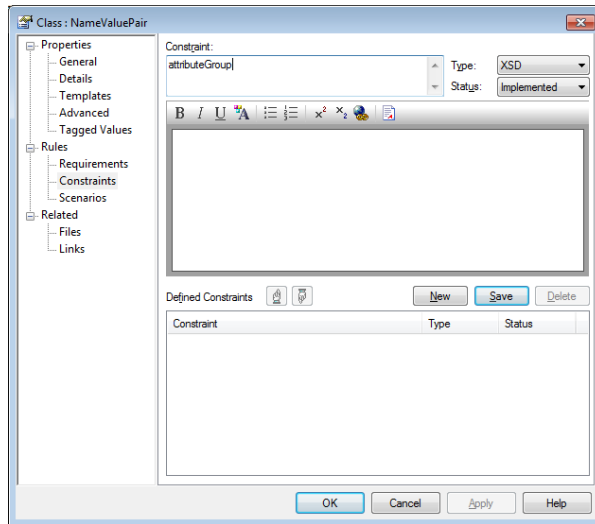 Class : NameValuePair
Properties
General
Details
Templates
Advanced
Tagged Values
Rules
Requirements
Constraints
Scenarios
Related
Files
Links
Constraint:
attributeGroup
Type: XSD
Status: Implemented
B I U A x² ×₂
Defined Constraints New Save Delete
Constraint Type Status
OK Cancel Apply Help